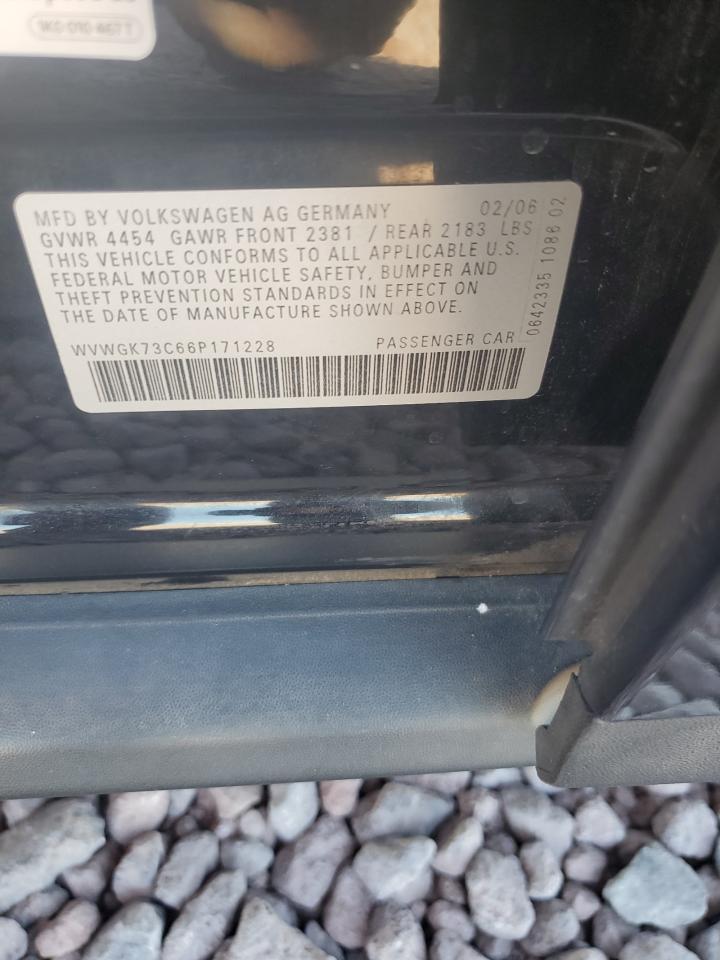 1K0 010 467 T
MFD BY VOLKSWAGEN AG GERMANY 02/06
GVWR 4454 GAWR FRONT 2381 / REAR 2183 LBS
THIS VEHICLE CONFORMS TO ALL APPLICABLE U.S.
FEDERAL MOTOR VEHICLE SAFETY, BUMPER AND
THEFT PREVENTION STANDARDS IN EFFECT ON
THE DATE OF MANUFACTURE SHOWN ABOVE.
WVWGK73C66P171228 PASSENGER CAR
0642335 1086 02